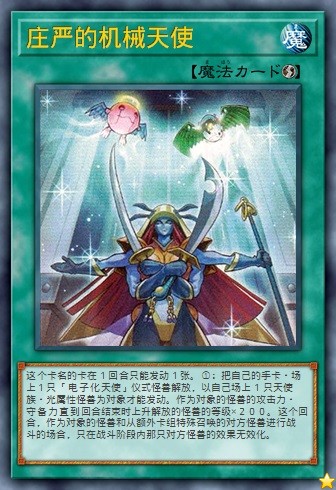 庄严的机械天使
魔
【魔法カード】
这个卡名的卡在1回合只能发动1张。①：把自己的手卡·场
上1只「电子化天使」仪式怪兽解放，以自己场上1只天使
族·光属性怪兽为对象才能发动。作为对象的怪兽的攻击力·
守备力直到回合结束时上升解放的怪兽的等级×200。这个回
合，作为对象的怪兽和从额外卡组特殊召唤的对方怪兽进行战
斗的场合，只在战斗阶段内那只对方怪兽的效果无效化。